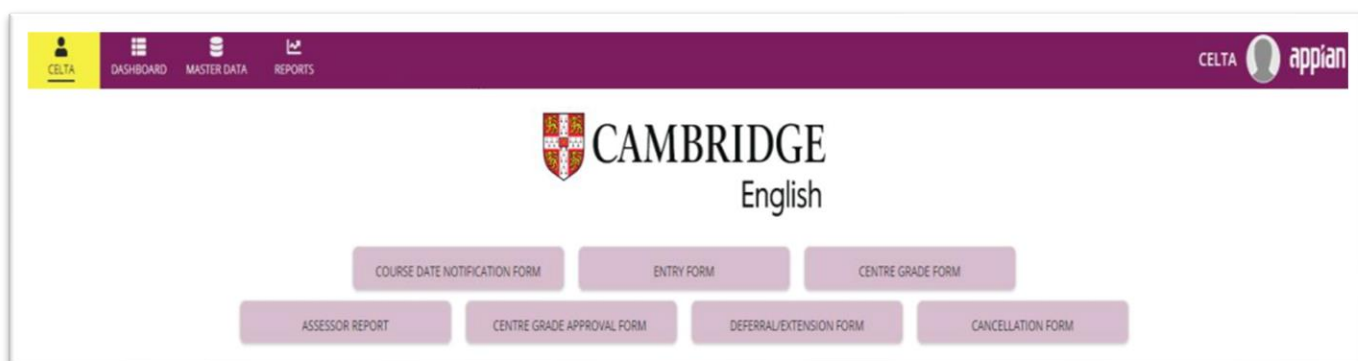 CELTA DASHBOARD MASTER DATA REPORTS CELTA appian
CAMBRIDGE
English
COURSE DATE NOTIFICATION FORM ENTRY FORM CENTRE GRADE FORM
ASSESSOR REPORT CENTRE GRADE APPROVAL FORM DEFERRAL/EXTENSION FORM CANCELLATION FORM